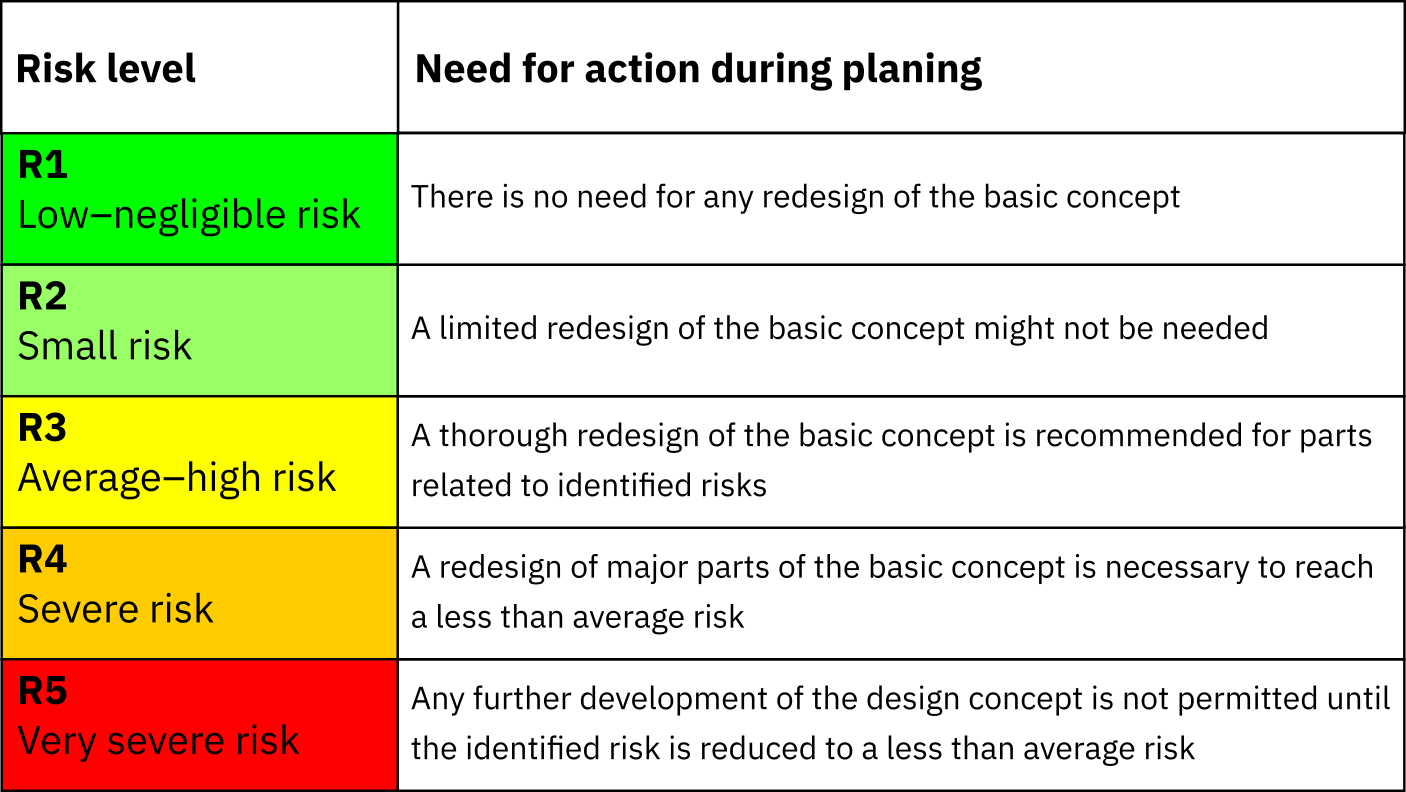 Risk level
Need for action during planing
R1
Low–negligible risk
There is no need for any redesign of the basic concept
R2
Small risk
A limited redesign of the basic concept might not be needed
R3
Average–high risk
A thorough redesign of the basic concept is recommended for parts
related to identified risks
R4
Severe risk
A redesign of major parts of the basic concept is necessary to reach
a less than average risk
R5
Very severe risk
Any further development of the design concept is not permitted until
the identified risk is reduced to a less than average risk